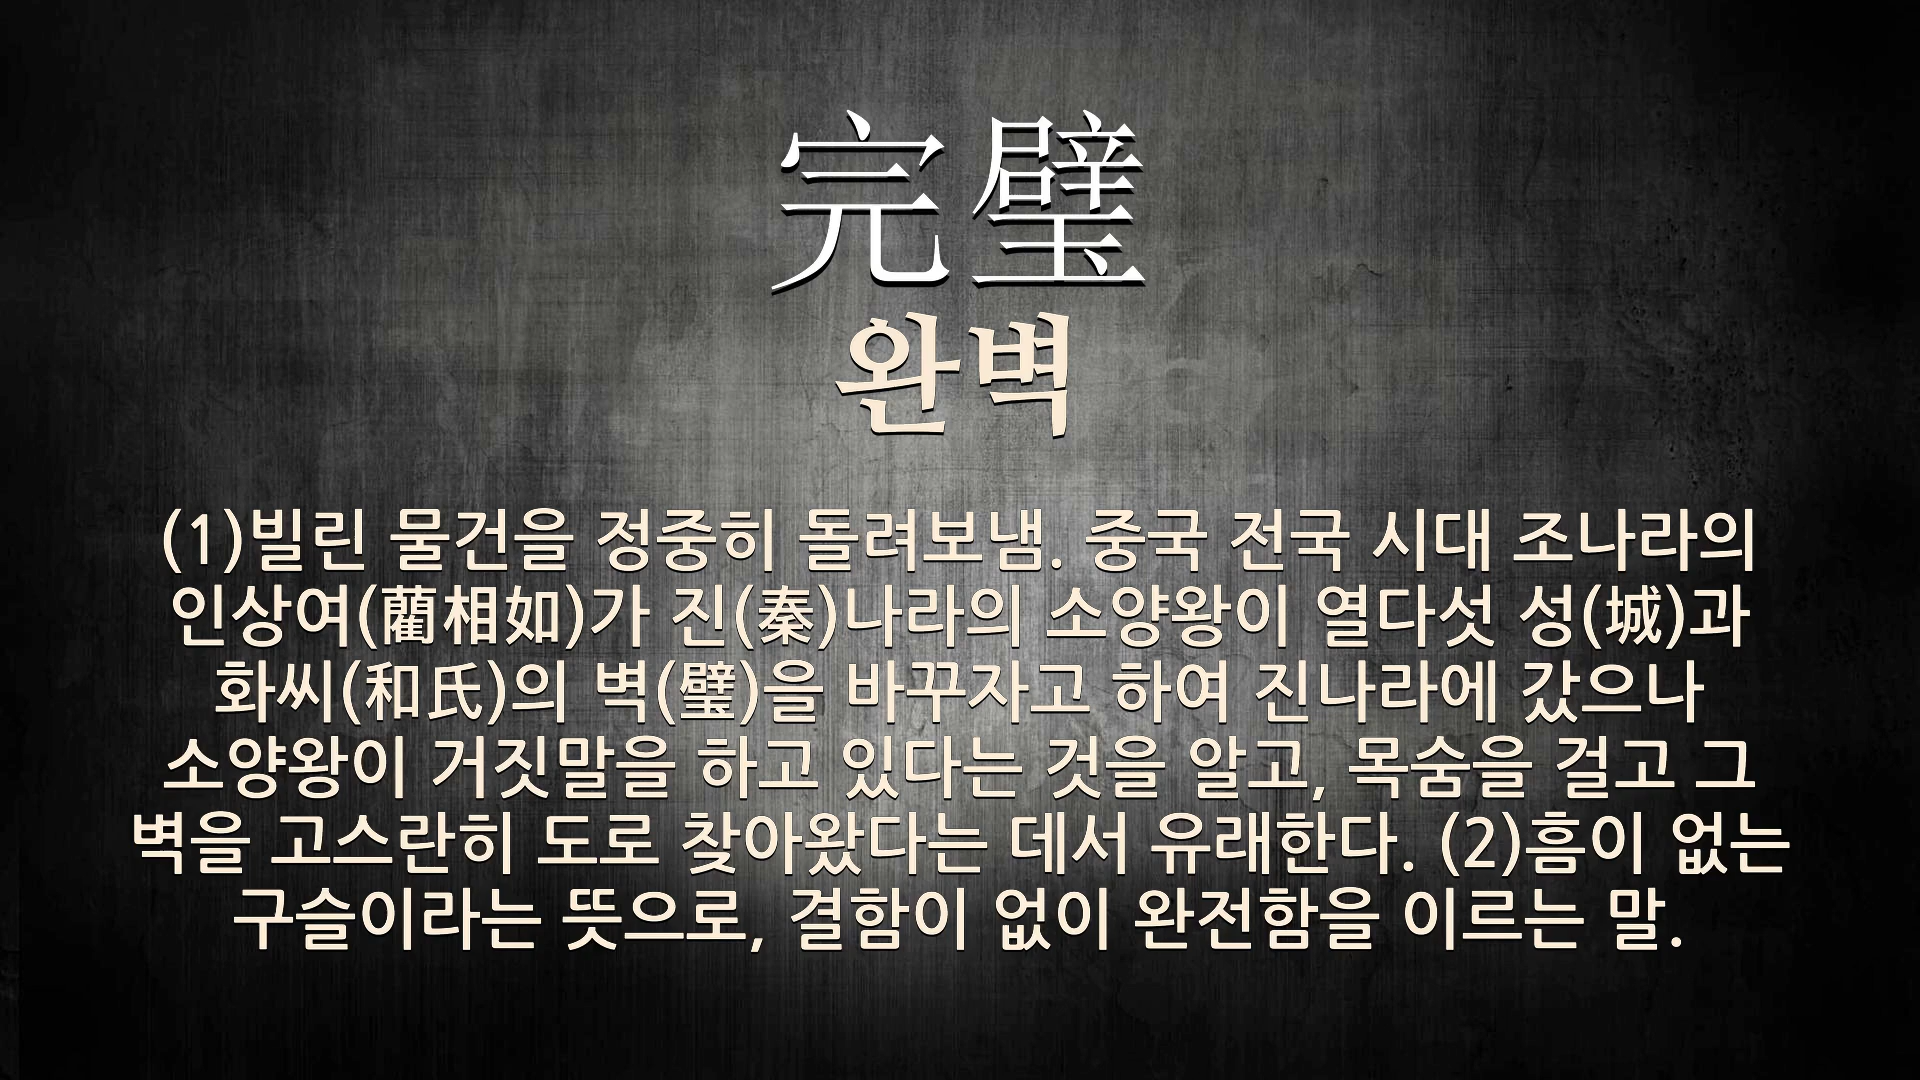 完璧
완벽
(1)빌린 물건을 정중히 돌려보냄. 중국 전국 시대 조나라의
인상여(藺相如)가 진(秦)나라의 소양왕이 열다섯 성(城)과
화씨(和氏)의 벽(璧)을 바꾸자고 하여 진나라에 갔으나
소양왕이 거짓말을 하고 있다는 것을 알고, 목숨을 걸고 그
벽을 고스란히 도로 찾아왔다는 데서 유래한다. (2)흠이 없는
구슬이라는 뜻으로, 결함이 없이 완전함을 이르는 말.